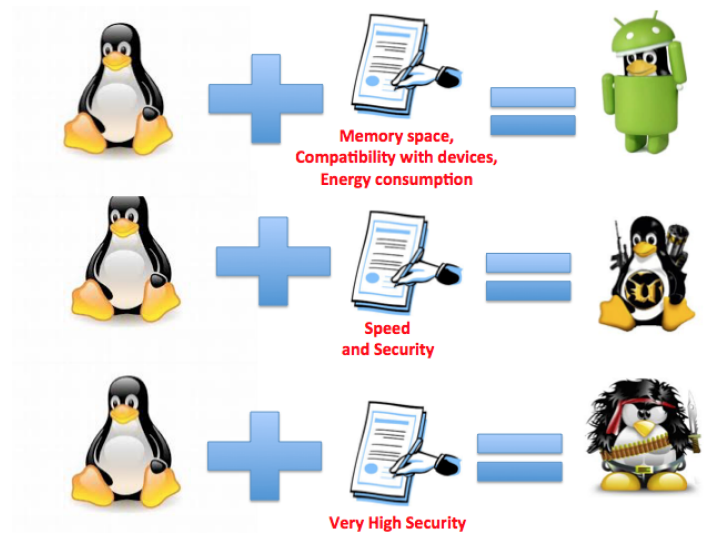 Memory space,
Compatibility with devices,
Energy consumption
Speed
and Security
Very High Security